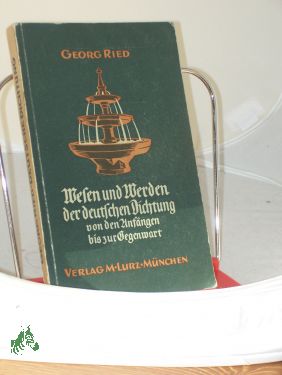 GEORG RIED
Wesen und Werden
der deutschen Dichtung
von den Anfängen
bis zur Gegenwart
VERLAG M·LURZ·MÜNCHEN